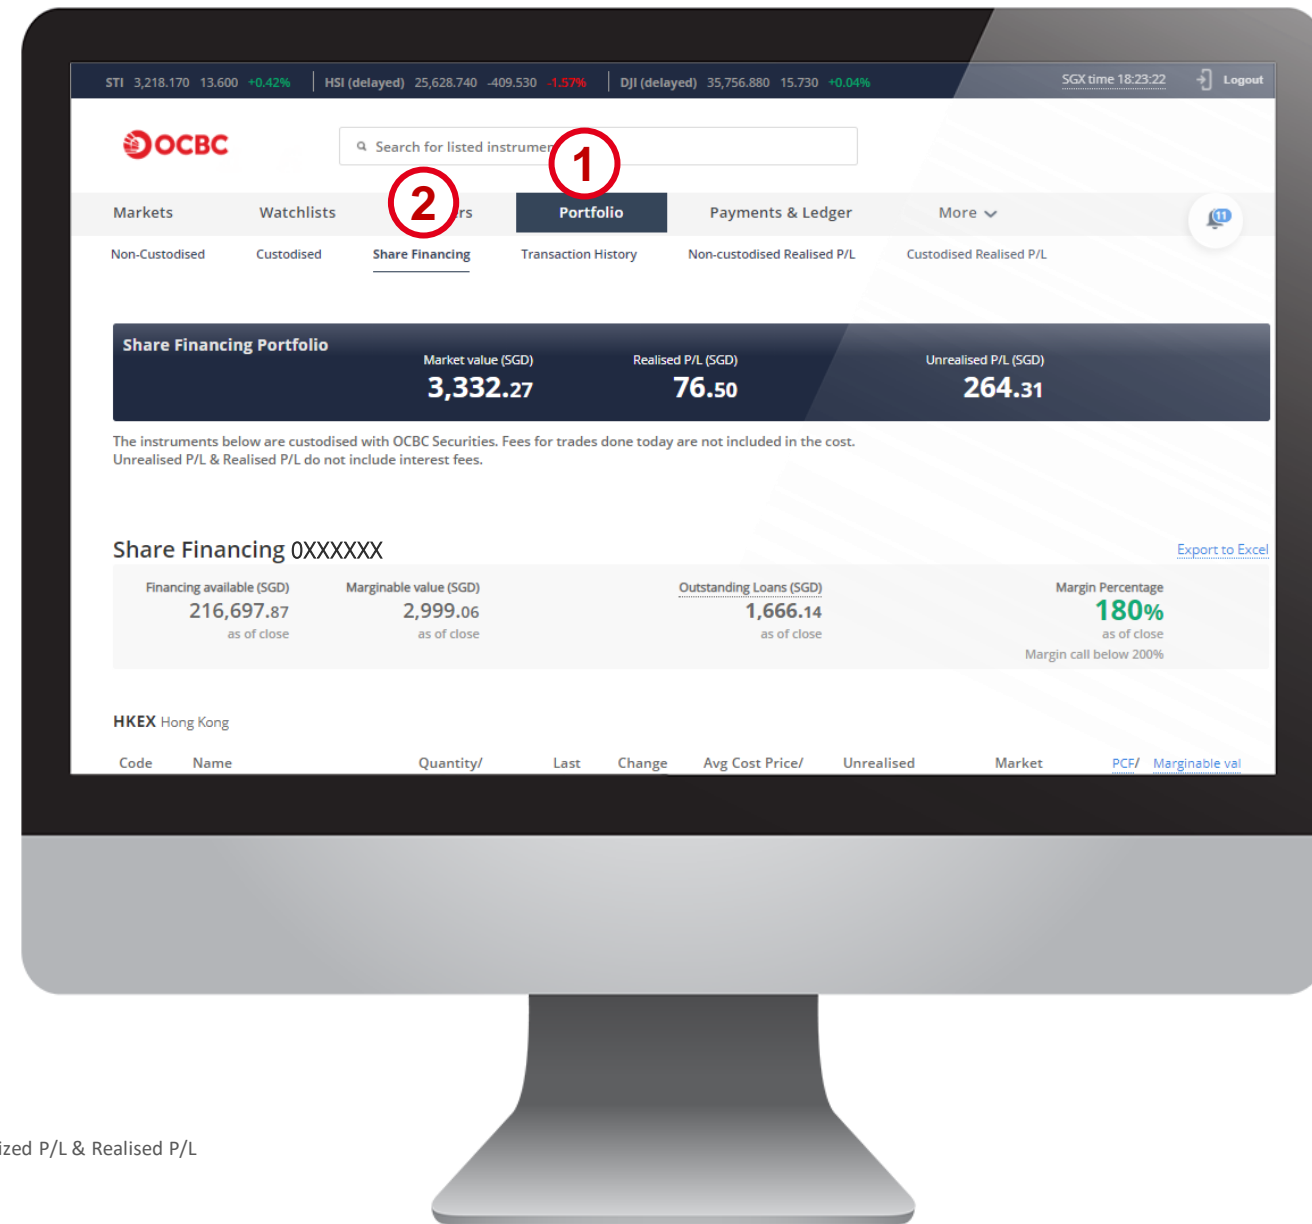 STI 3,218.170 13.600 +0.42% HSI (delayed) 25,628.740 -409.530 -1.57% DJI (delayed) 35,756.880 15.730 +0.04% SGX time 18:23:22 Logout
OCBC Search for listed instrumen 1
Markets Watchlists 2 rs Portfolio Payments & Ledger More 11
Non-Custodised Custodised Share Financing Transaction History Non-custodised Realised P/L Custodised Realised P/L
Share Financing Portfolio
Market value (SGD) Realised P/L (SGD) Unrealised P/L (SGD)
3,332.27 76.50 264.31
The instruments below are custodised with OCBC Securities. Fees for trades done today are not included in the cost.
Unrealised P/L & Realised P/L do not include interest fees.
Share Financing 0XXXXXX Export to Excel
Financing available (SGD) Marginable value (SGD) Outstanding Loans (SGD) Margin Percentage
216,697.87 2,999.06 1,666.14 180%
as of close as of close as of close as of close
Margin call below 200%
HKEX Hong Kong
Code Name Quantity/ Last Change Avg Cost Price/ Unrealised Market PCF/ Marginable val
ized P/L & Realised P/L